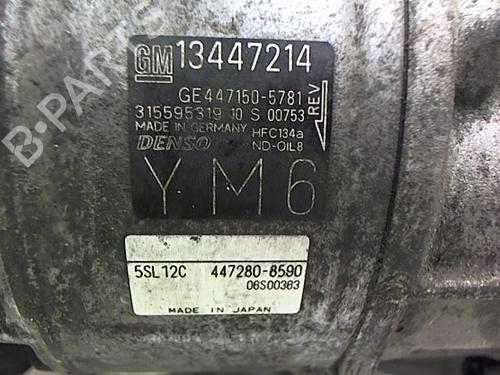 GM 13447214
GE447150-5781
315595319 10 S 00753
MADE IN GERMANY HFC134a
DENSO ND-OIL8
REV
YM6
5SL12C 447280-8590
06S00363
MADE IN JAPAN
B-PARTS